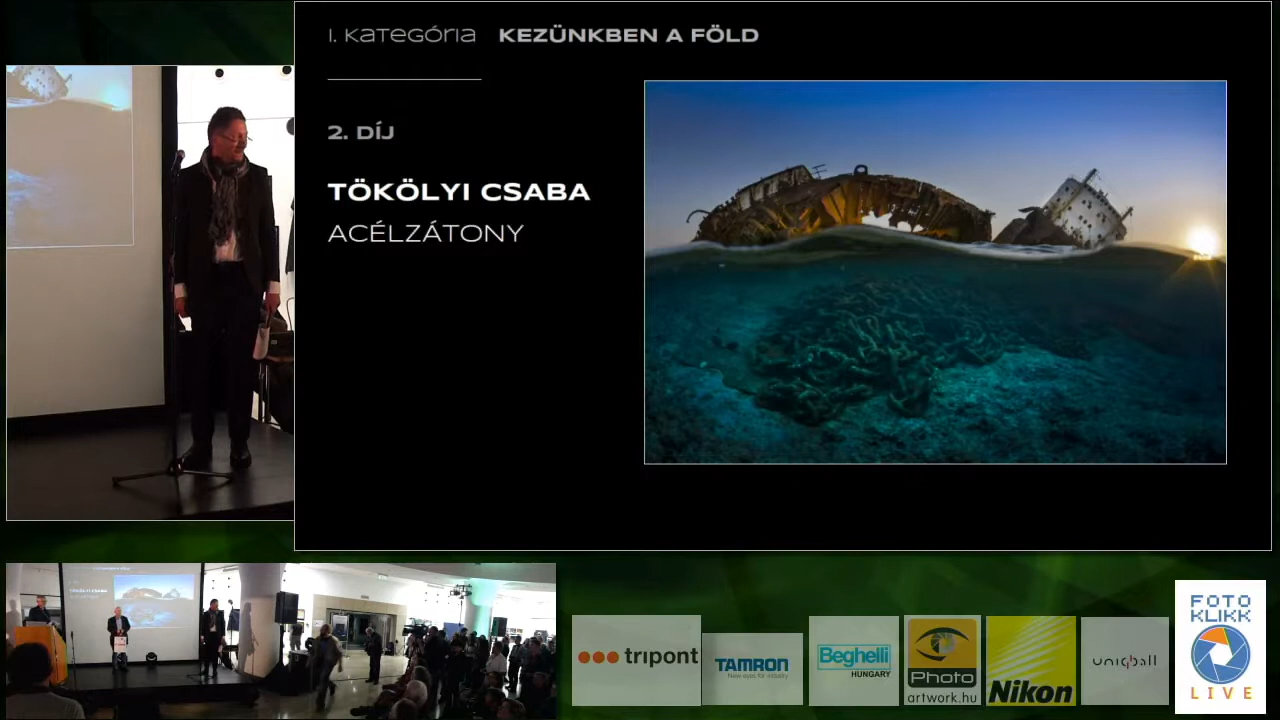 I. Kategória KEZÜNKBEN A FÖLD
2. DÍJ
TÖKÖLYI CSABA
ACÉLZÁTONY
tripont
TAMRON
New eyes for industry
Beghelli
HUNGARY
Photo
artwork.hu
Nikon
uniqball
FOTO
KLIKK
LIVE